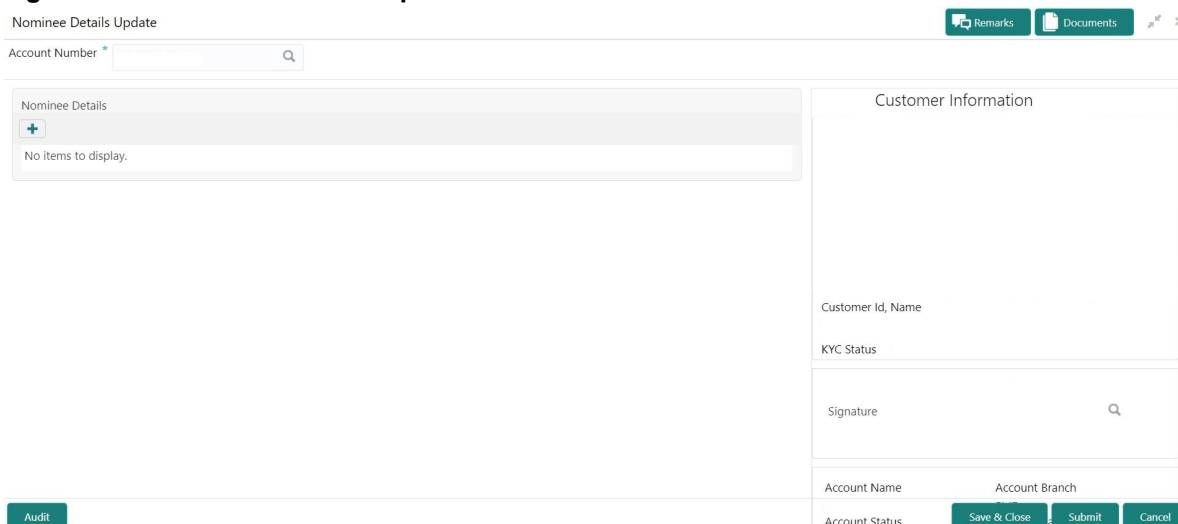 Nominee Details Update
Remarks Documents
Account Number *
Nominee Details
No items to display.
Customer Information
Customer Id, Name
KYC Status
Signature
Account Name Account Branch
Account Status
Audit Save & Close Submit Cancel